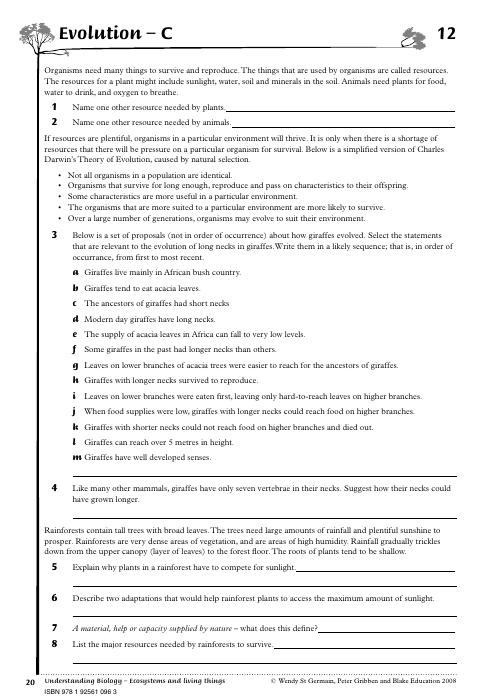 Evolution – C
12
Organisms need many things to survive and reproduce. The things that are used by organisms are called resources.
The resources for a plant might include sunlight, water, soil and minerals in the soil. Animals need plants for food,
water to drink, and oxygen to breathe.
1 Name one other resource needed by plants.
2 Name one other resource needed by animals.
If resources are plentiful, organisms in a particular environment will thrive. It is only when there is a shortage of
resources that there will be pressure on a particular organism for survival. Below is a simplified version of Charles
Darwin's Theory of Evolution, caused by natural selection.
• Not all organisms in a population are identical.
• Organisms that survive for long enough, reproduce and pass on characteristics to their offspring.
• Some characteristics are more useful in a particular environment.
• The organisms that are more suited to a particular environment are more likely to survive.
• Over a large number of generations, organisms may evolve to suit their environment.
3 Below is a set of proposals (not in order of occurrence) about how giraffes evolved. Select the statements
that are relevant to the evolution of long necks in giraffes.Write them in a likely sequence; that is, in order of
occurrance, from first to most recent.
a Giraffes live mainly in African bush country.
b Giraffes tend to eat acacia leaves.
c The ancestors of giraffes had short necks
d Modern day giraffes have long necks.
e The supply of acacia leaves in Africa can fall to very low levels.
f Some giraffes in the past had longer necks than others.
g Leaves on lower branches of acacia trees were easier to reach for the ancestors of giraffes.
h Giraffes with longer necks survived to reproduce.
i Leaves on lower branches were eaten first, leaving only hard-to-reach leaves on higher branches.
j When food supplies were low, giraffes with longer necks could reach food on higher branches.
k Giraffes with shorter necks could not reach food on higher branches and died out.
l Giraffes can reach over 5 metres in height.
m Giraffes have well developed senses.
4 Like many other mammals, giraffes have only seven vertebrae in their necks. Suggest how their necks could
have grown longer.
Rainforests contain tall trees with broad leaves. The trees need large amounts of rainfall and plentiful sunshine to
prosper. Rainforests are very dense areas of vegetation, and are areas of high humidity. Rainfall gradually trickles
down from the upper canopy (layer of leaves) to the forest floor. The roots of plants tend to be shallow.
5 Explain why plants in a rainforest have to compete for sunlight.
6 Describe two adaptations that would help rainforest plants to access the maximum amount of sunlight.
7 A material, help or capacity supplied by nature – what does this define?
8 List the major resources needed by rainforests to survive.
20 Understanding Biology – Ecosystems and living things
© Wendy St Germain, Peter Gribben and Blake Education 2008
ISBN 978 1 92561 096 3